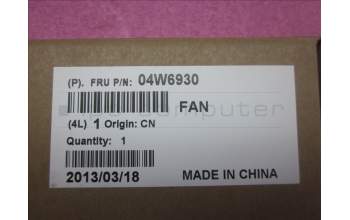 (P). FRU P/N: 04W6930
FAN
(4L) 1 Origin: CN
Quantity: 1
2013/03/18 MADE IN CHINA